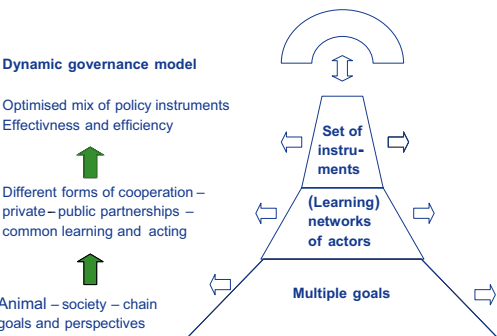 Dynamic governance model
Optimised mix of policy instruments
Effectivness and efficiency
Different forms of cooperation –
private– public partnerships –
common learning and acting
Animal – society – chain
goals and perspectives
Set of
instru-
ments
(Learning)
networks
of actors
Multiple goals